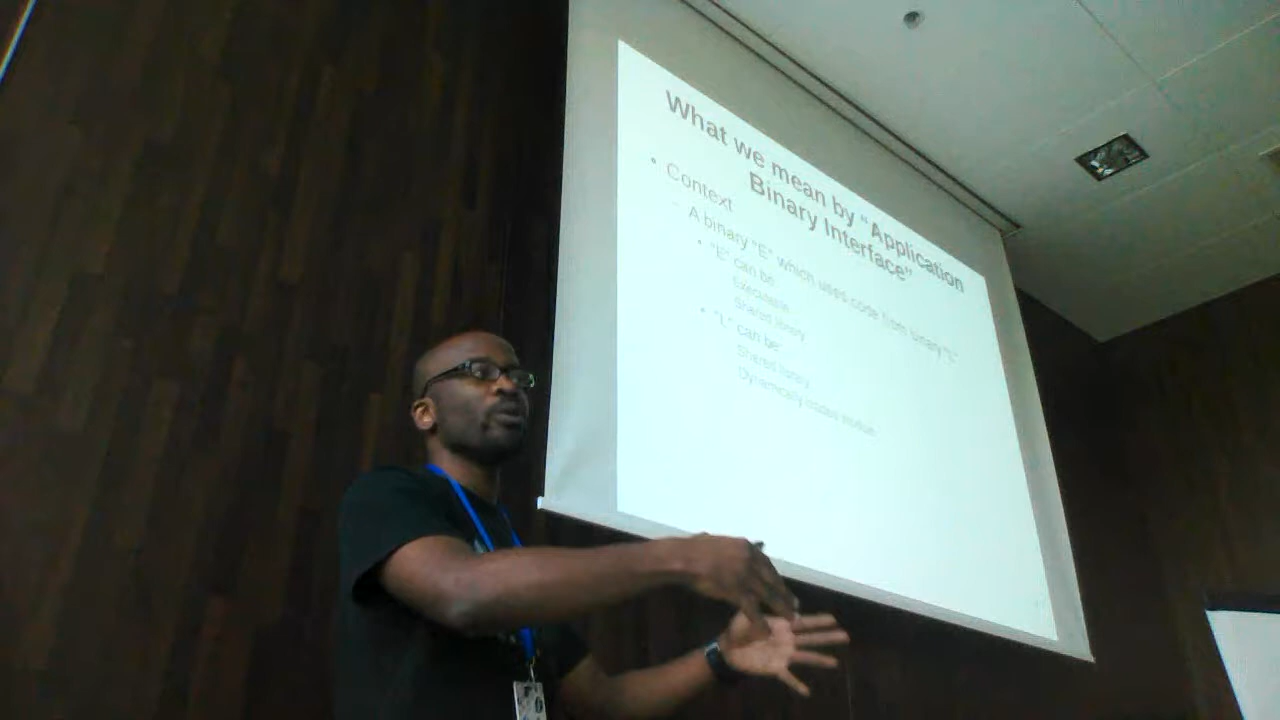 What we mean by “Application
Binary Interface”
• Context
– A binary “E” which uses code from binary “L”
• “E” can be:
Executable
Shared library
• “L” can be:
Shared library
Dynamically loaded module